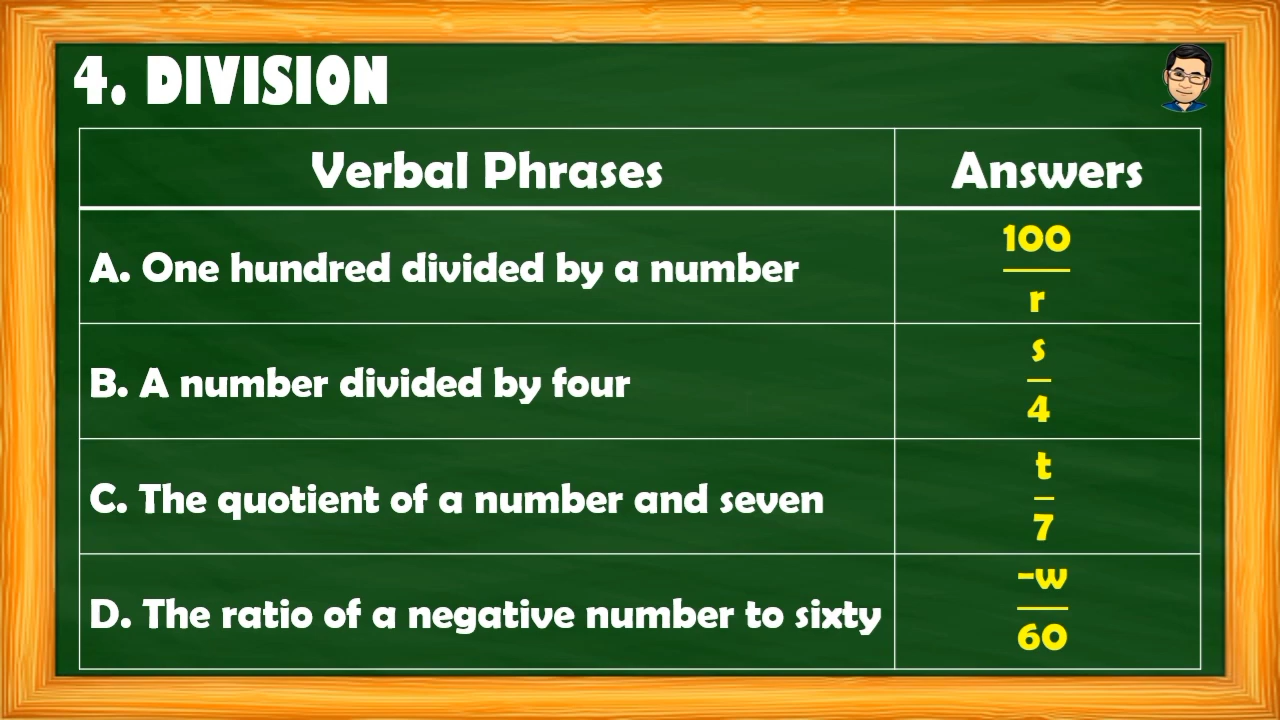 4. DIVISION
Verbal Phrases Answers
A. One hundred divided by a number
100
r
B. A number divided by four
s
4
C. The quotient of a number and seven
t
7
D. The ratio of a negative number to sixty
-w
60